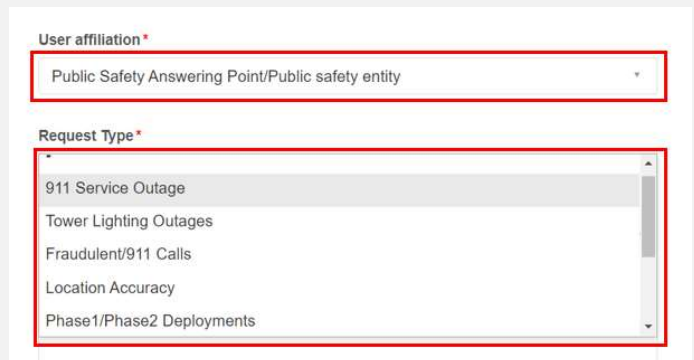 User affiliation*
Public Safety Answering Point/Public safety entity
Request Type*
-
911 Service Outage
Tower Lighting Outages
Fraudulent/911 Calls
Location Accuracy
Phase1/Phase2 Deployments